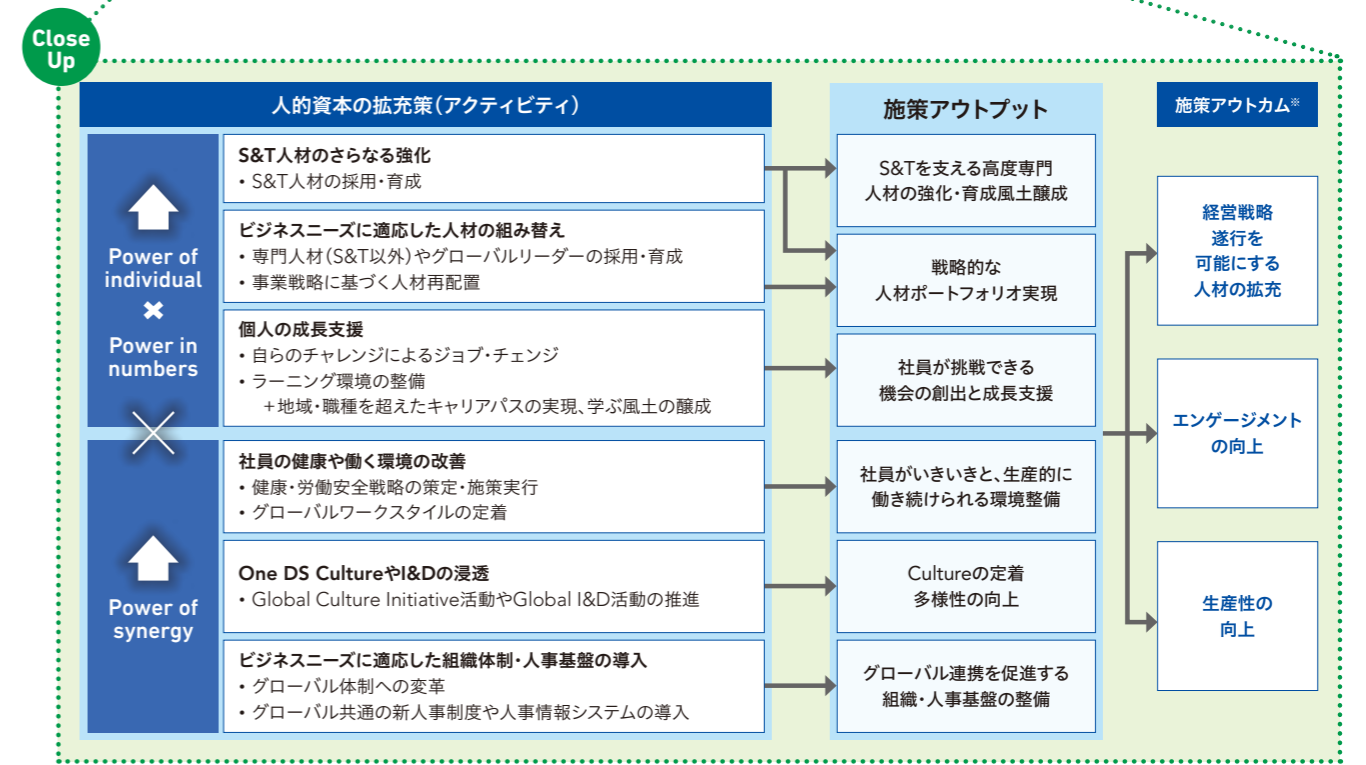 Close
Up
人的資本の拡充策（アクティビティ）
施策アウトプット
施策アウトカム※
Power of
individual
×
Power in
numbers
×
Power of
synergy
S&T人材のさらなる強化
・S&T人材の採用・育成
ビジネスニーズに適応した人材の組み替え
・専門人材（S&T以外）やグローバルリーダーの採用・育成
・事業戦略に基づく人材再配置
個人の成長支援
・自らのチャレンジによるジョブ・チェンジ
・ラーニング環境の整備
＋地域・職種を超えたキャリアパスの実現、学ぶ風土の醸成
社員の健康や働く環境の改善
・健康・労働安全戦略の策定・施策実行
・グローバルワークスタイルの定着
One DS CultureやI&Dの浸透
・Global Culture Initiative活動やGlobal I&D活動の推進
ビジネスニーズに適応した組織体制・人事基盤の導入
・グローバル体制への変革
・グローバル共通の新人事制度や人事情報システムの導入
S&Tを支える高度専門
人材の強化・育成風土醸成
戦略的な
人材ポートフォリオ実現
社員が挑戦できる
機会の創出と成長支援
社員がいきいきと、生産的に
働き続けられる環境整備
Cultureの定着
多様性の向上
グローバル連携を促進する
組織・人事基盤の整備
経営戦略
遂行を
可能にする
人材の拡充
エンゲージメント
の向上
生産性の
向上